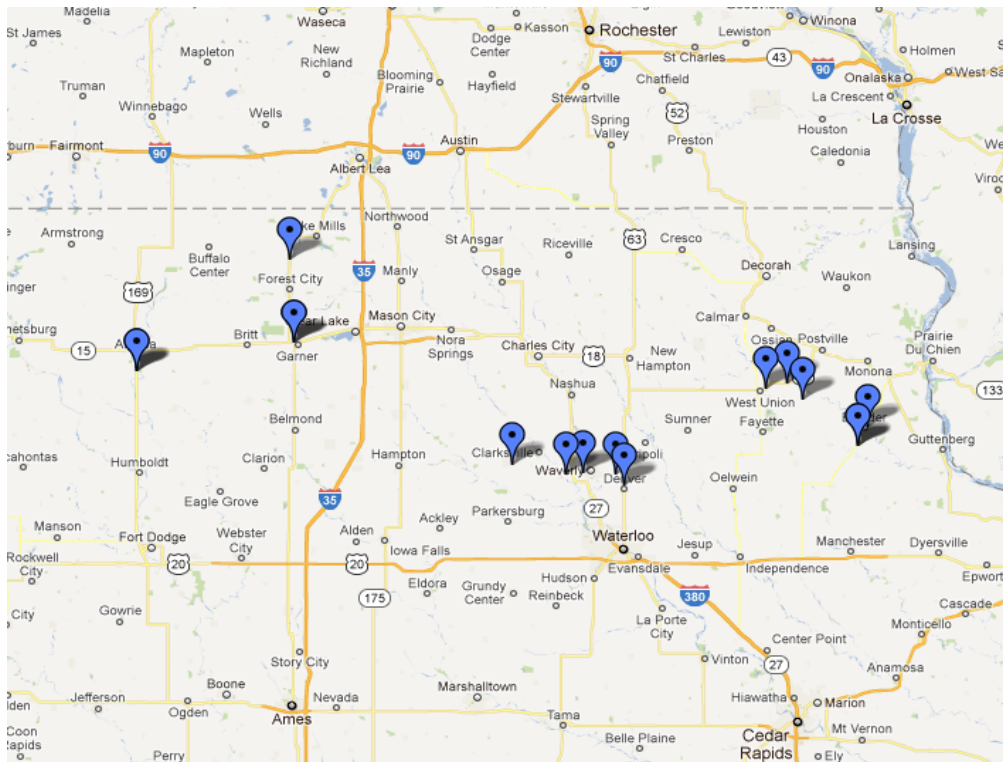 Madelia
Waseca
St James
Mapleton
New
Richland
Dodge
Center
Kasson
Rochester
Lewiston
Winona
Holmen
St Charles
43
90
Onalaska
West Sa
Truman
Blooming
Prairie
Hayfield
90
Stewartville
Chatfield
La Crescent
La Crosse
Winnebago
Wells
52
Spring
Valley
Houston
Austin
Preston
Caledonia
Fairmont
90
90
Albert Lea
Armstrong
Northwood
St Ansgar
Riceville
63
Cresco
Lansing
Buffalo
Center
35
Manly
Osage
Decorah
Waukon
169
Forest City
Calmar
Prairie
Du Chien
Mason City
Britt
15
Garner
Nora
Springs
Charles City
18
New
Hampton
Postville
Monona
Nashua
West Union
133
Belmond
Sumner
Fayette
Guttenberg
Clarion
Hampton
Humboldt
Oelwein
Eagle Grove
35
Denver
27
Manson
Fort Dodge
Webster
City
Alden
Ackley
Parkersburg
Waterloo
Manchester
Dyersville
Rockwell
City
20
20
Iowa Falls
Evansdale
Jesup
Independence
Epwort
Eldora
Grundy
Center
Hudson
Reinbeck
380
175
Gowrie
La Porte
City
Cascade
Monticello
Center Point
Story City
Vinton
27
Anamosa
Jefferson
Boone
Ogden
Ames
Nevada
Marshalltown
Hiawatha
Marion
Tama
Cedar
Rapids
Mt Vernon
Coon
Rapids
Perry
Belle Plaine
Ely